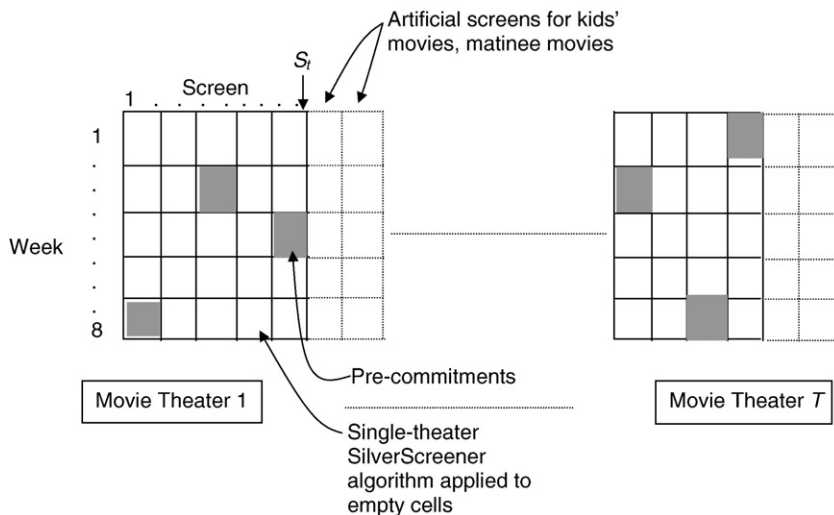 Artificial screens for kids'
movies, matinee movies
St
Screen
1 . . . . . . . .
1
.
.
.
.
Week
.
.
.
.
8
Pre-commitments
Movie Theater 1
Movie Theater T
Single-theater
SilverScreener
algorithm applied to
empty cells